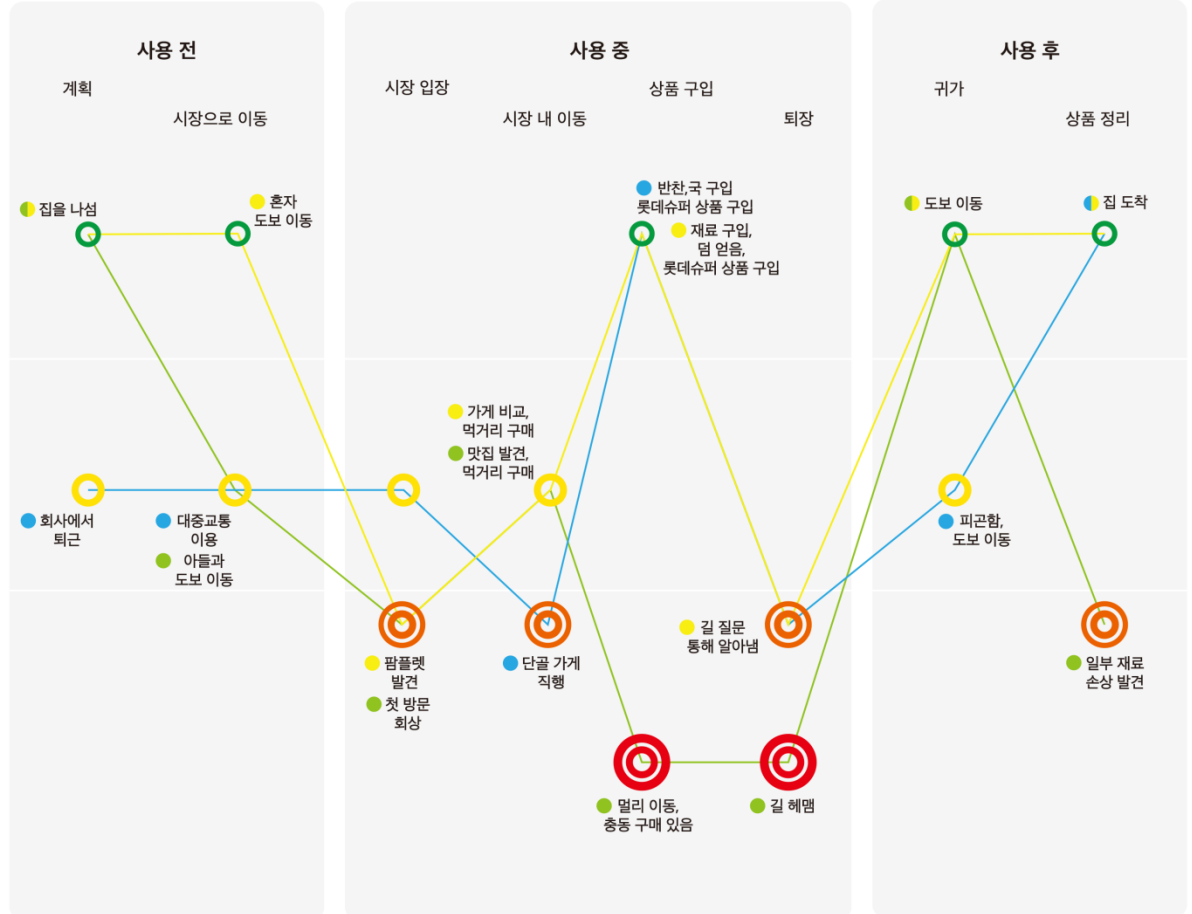 사용 전
계획
시장으로 이동
사용 중
시장 입장
시장 내 이동
상품 구입
퇴장
사용 후
귀가
상품 정리
집을 나섬
혼자
도보 이동
회사에서
퇴근
대중교통
이용
아들과
도보 이동
반찬,국 구입
롯데슈퍼 상품 구입
재료 구입,
덤 얻음,
롯데슈퍼 상품 구입
가게 비교,
먹거리 구매
맛집 발견,
먹거리 구매
팜플렛
발견
첫 방문
회상
단골 가게
직행
길 질문
통해 알아냄
멀리 이동,
충동 구매 있음
길 헤맴
도보 이동
집 도착
피곤함,
도보 이동
일부 재료
손상 발견